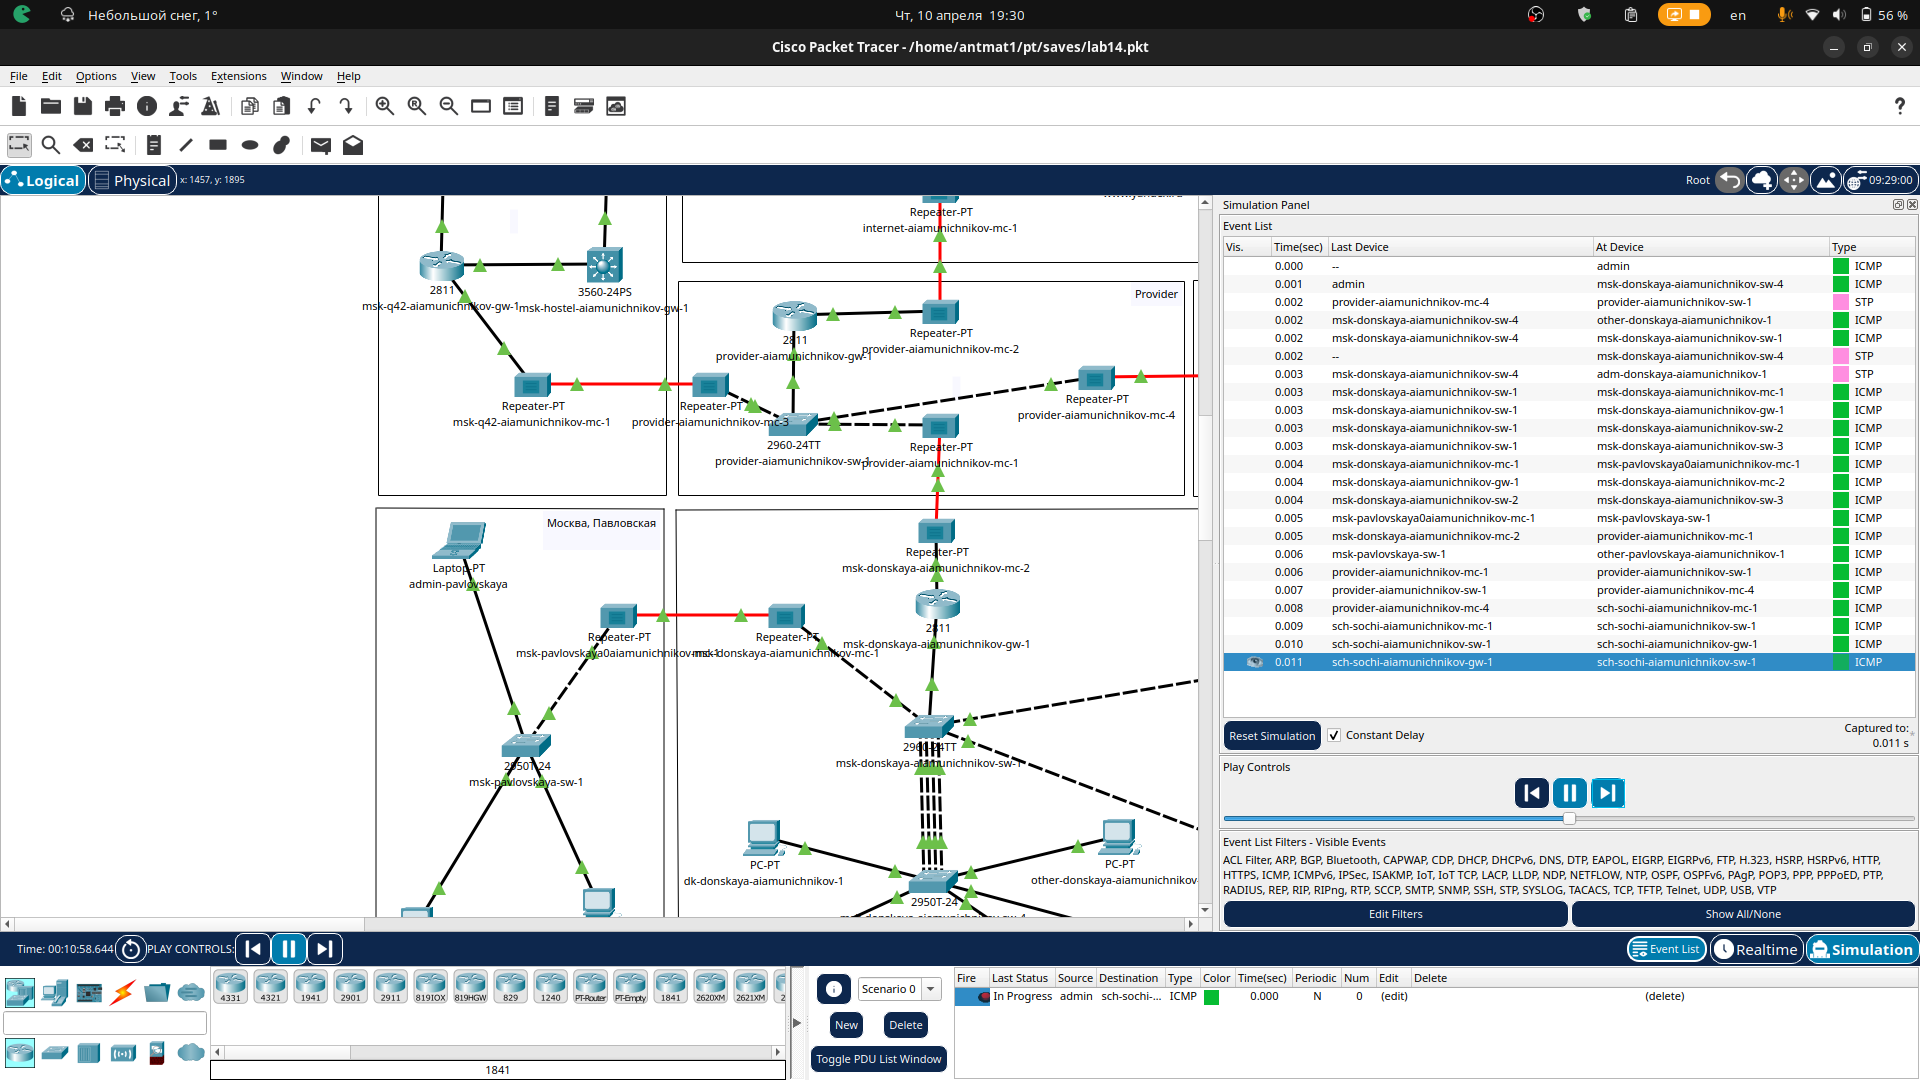 Небольшой снег, 1°
Чт, 10 апреля 19:30
en
56 %
Cisco Packet Tracer - /home/antmat1/pt/saves/lab14.pkt
File Edit Options View Tools Extensions Window Help
Logical
Physical
x: 1457, y: 1895
Root
09:29:00
Repeater-PT
internet-aiamunichnikov-mc-1
2811
msk-q42-aiamunichnikov-gw-1
3560-24PS
msk-hostel-aiamunichnikov-gw-1
Provider
2811
provider-aiamunichnikov-gw-1
Repeater-PT
provider-aiamunichnikov-mc-2
Repeater-PT
msk-q42-aiamunichnikov-mc-1
Repeater-PT
provider-aiamunichnikov-mc-3
Repeater-PT
provider-aiamunichnikov-mc-4
2960-24TT
provider-aiamunichnikov-sw-1
Repeater-PT
provider-aiamunichnikov-mc-1
Москва, Павловская
Laptop-PT
admin-pavlovskaya
Repeater-PT
msk-donskaya-aiamunichnikov-mc-2
Repeater-PT
msk-pavlovskaya0aiamunichnikov-mc-1
Repeater-PT
msk-donskaya-aiamunichnikov-mc-1
2811
msk-donskaya-aiamunichnikov-gw-1
2950T-24
msk-pavlovskaya-sw-1
2960-24TT
msk-donskaya-aiamunichnikov-sw-1
PC-PT
dk-donskaya-aiamunichnikov-1
PC-PT
other-donskaya-aiamunichnikov-
2950T-24
Simulation Panel
Event List
Vis. Time(sec) Last Device At Device Type
0.000 -- admin ICMP
0.001 admin msk-donskaya-aiamunichnikov-sw-4 ICMP
0.002 provider-aiamunichnikov-mc-4 provider-aiamunichnikov-sw-1 STP
0.002 msk-donskaya-aiamunichnikov-sw-4 other-donskaya-aiamunichnikov-1 ICMP
0.002 msk-donskaya-aiamunichnikov-sw-4 msk-donskaya-aiamunichnikov-sw-1 ICMP
0.002 -- msk-donskaya-aiamunichnikov-sw-4 STP
0.003 msk-donskaya-aiamunichnikov-sw-4 adm-donskaya-aiamunichnikov-1 STP
0.003 msk-donskaya-aiamunichnikov-sw-1 msk-donskaya-aiamunichnikov-mc-1 ICMP
0.003 msk-donskaya-aiamunichnikov-sw-1 msk-donskaya-aiamunichnikov-gw-1 ICMP
0.003 msk-donskaya-aiamunichnikov-sw-1 msk-donskaya-aiamunichnikov-sw-2 ICMP
0.003 msk-donskaya-aiamunichnikov-sw-1 msk-donskaya-aiamunichnikov-sw-3 ICMP
0.004 msk-donskaya-aiamunichnikov-mc-1 msk-pavlovskaya0aiamunichnikov-mc-1 ICMP
0.004 msk-donskaya-aiamunichnikov-gw-1 msk-donskaya-aiamunichnikov-mc-2 ICMP
0.004 msk-donskaya-aiamunichnikov-sw-2 msk-donskaya-aiamunichnikov-sw-3 ICMP
0.005 msk-pavlovskaya0aiamunichnikov-mc-1 msk-pavlovskaya-sw-1 ICMP
0.005 msk-donskaya-aiamunichnikov-mc-2 provider-aiamunichnikov-mc-1 ICMP
0.006 msk-pavlovskaya-sw-1 other-pavlovskaya-aiamunichnikov-1 ICMP
0.006 provider-aiamunichnikov-mc-1 provider-aiamunichnikov-sw-1 ICMP
0.007 provider-aiamunichnikov-sw-1 provider-aiamunichnikov-mc-4 ICMP
0.008 provider-aiamunichnikov-mc-4 sch-sochi-aiamunichnikov-mc-1 ICMP
0.009 sch-sochi-aiamunichnikov-mc-1 sch-sochi-aiamunichnikov-sw-1 ICMP
0.010 sch-sochi-aiamunichnikov-sw-1 sch-sochi-aiamunichnikov-gw-1 ICMP
0.011 sch-sochi-aiamunichnikov-gw-1 sch-sochi-aiamunichnikov-sw-1 ICMP
Reset Simulation
Constant Delay
Captured to:
0.011 s
Play Controls
Event List Filters - Visible Events
ACL Filter, ARP, BGP, Bluetooth, CAPWAP, CDP, DHCP, DHCPv6, DNS, DTP, EAPOL, EIGRP, EIGRPv6, FTP, H.323, HSRP, HSRPv6, HTTP,
HTTPS, ICMP, ICMPv6, IPSec, ISAKMP, IoT, IoT TCP, LACP, LLDP, NDP, NETFLOW, NTP, OSPF, OSPFv6, PAgP, POP3, PPP, PPPoED, PTP,
RADIUS, REP, RIP, RIPng, RTP, SCCP, SMTP, SNMP, SSH, STP, SYSLOG, TACACS, TCP, TFTP, Telnet, UDP, USB, VTP
Edit Filters
Show All/None
Time: 00:10:58.644
PLAY CONTROLS:
Event List
Realtime
Simulation
4331 4321 1941 2901 2911 819IOX 819HGW 829 1240 PT-Router PT-Empty 1841 2620XM 2621XM 2
1841
Scenario 0
New
Delete
Toggle PDU List Window
Fire Last Status Source Destination Type Color Time(sec) Periodic Num Edit Delete
In Progress admin sch-sochi-... ICMP 0.000 N 0 (edit) (delete)